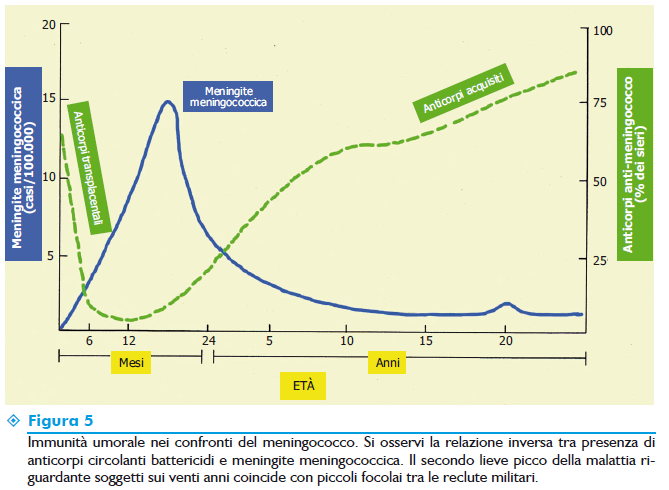 20
15
10
5
Meningite meningococcica
(casi/100.000)
Anticorpi transplacentali
Meningite
meningococcica
Anticorpi acquisiti
100
75
50
25
Anticorpi anti-meningococco
(% dei sieri)
6 12 24 5 10 15 20
Mesi Anni
ETÀ
Figura 5
Immunità umorale nei confronti del meningococco. Si osservi la relazione inversa tra presenza di
anticorpi circolanti battericidi e meningite meningococcica. Il secondo lieve picco della malattia ri-
guardante soggetti sui venti anni coincide con piccoli focolai tra le reclute militari.